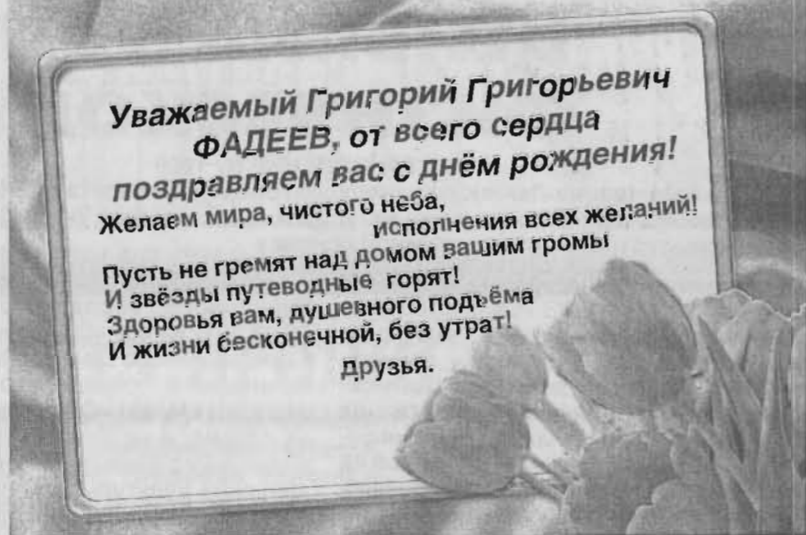 Уважаемый Григорий Григорьевич
ФАДЕЕВ, от всего сердца
поздравляем вас с днём рождения!
Желаем мира, чистого неба,
исполнения всех желаний!
Пусть не гремят над домом вашим громы
И звёзды путеводные горят!
Здоровья вам, душевного подъёма
И жизни бесконечной, без утрат!
Друзья.